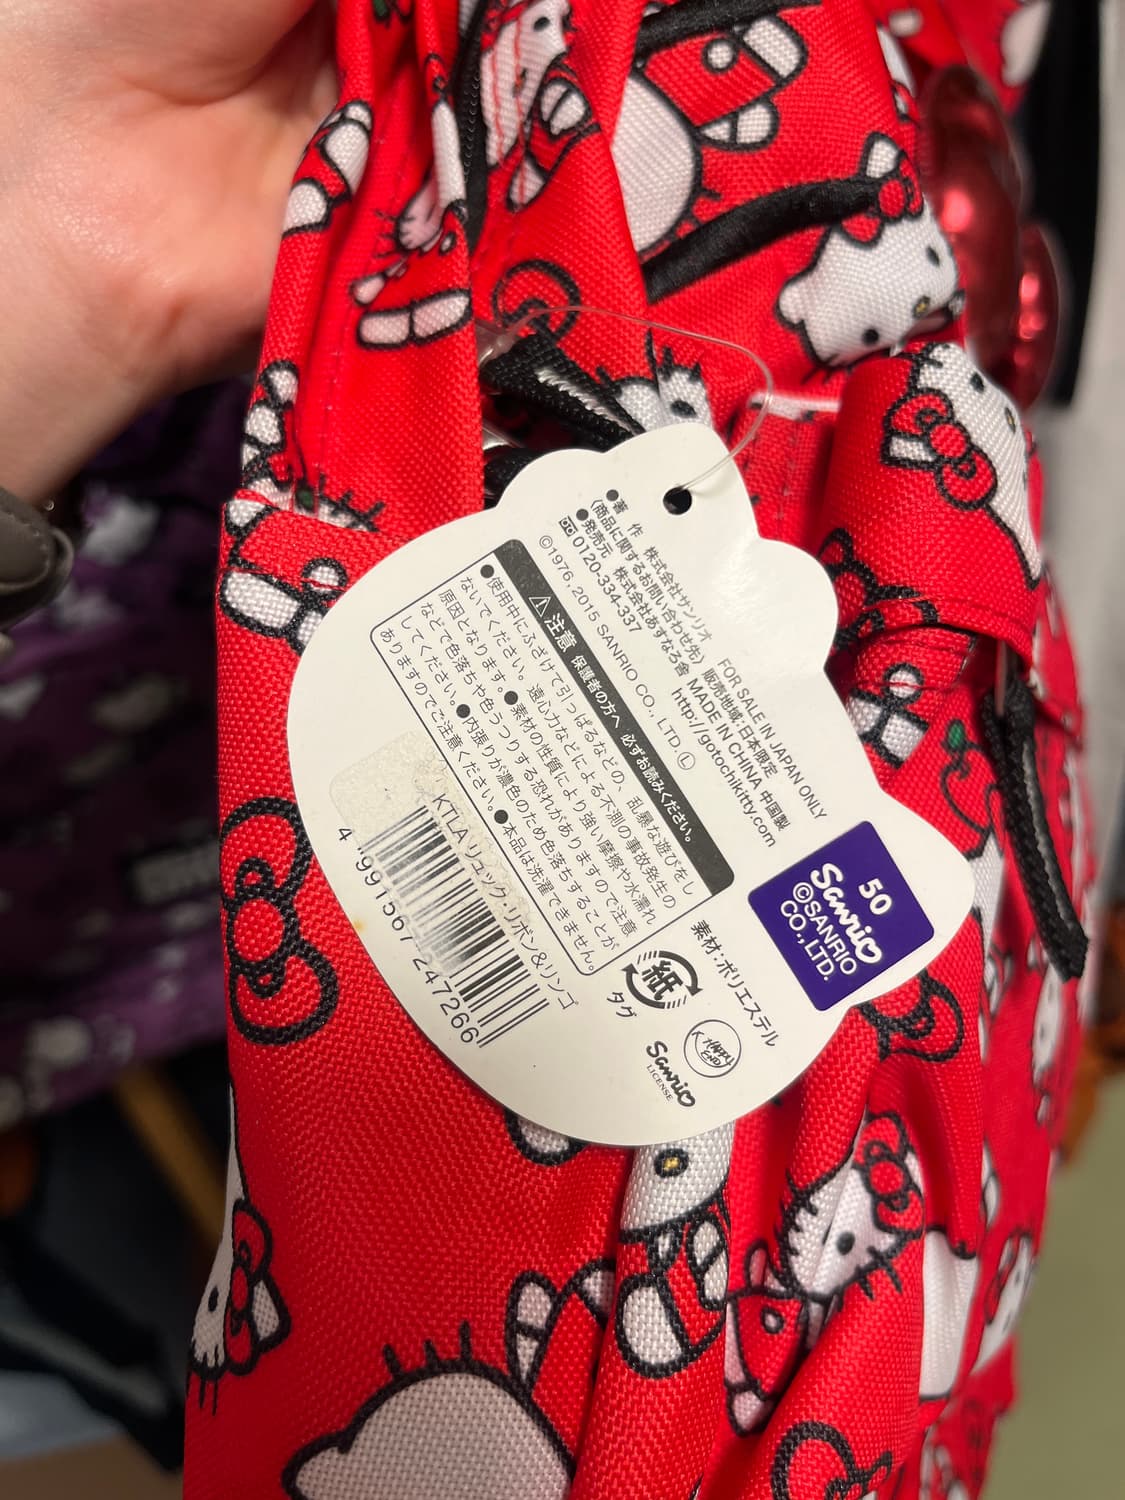 ●著 作 株式会社サンリオ
(商品に関するお問い合わせ先)
●発売元 株式会社あすなろ舎
0120-334-337
©1976, 2015 SANRIO CO., LTD. Ⓛ
FOR SALE IN JAPAN ONLY
販売地域:日本限定
MADE IN CHINA 中国製
http://gotochikitty.com
⚠注意 保護者の方へ 必ずお読みください。
●使用中にふざけて引っぱるなどの、乱暴な遊びをし
ないでください。遠心力などによる不測の事故発生の
原因となります。●素材の性質により強い摩擦や水濡れ
などで色落ちや色うつりする恐れがありますので注意
してください。●内張りが濃色のため色落ちすることが
ありますのでご注意ください。●本品は洗濯できません。
KTLA リュック・リボン&リンゴ
4 991567 247266
素材:ポリエステル
紙
タグ
K·HAPPY
END
Sanrio
LICENSE
50
Sanrio
©SANRIO
CO., LTD.